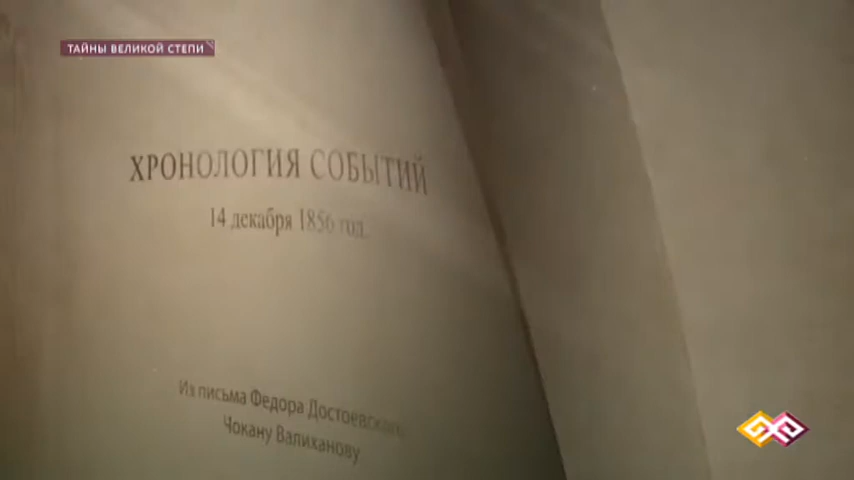 ТАЙНЫ ВЕЛИКОЙ СТЕПИ
ХРОНОЛОГИЯ СОБЫТИЙ
14 декабря 1856 год.
Из письма Федора Достоевского
Чокану Валиханову